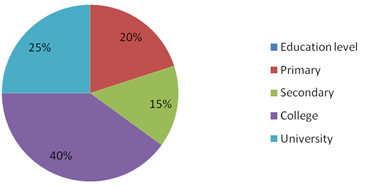 20%
15%
40%
25%
Education level
Primary
Secondary
College
University